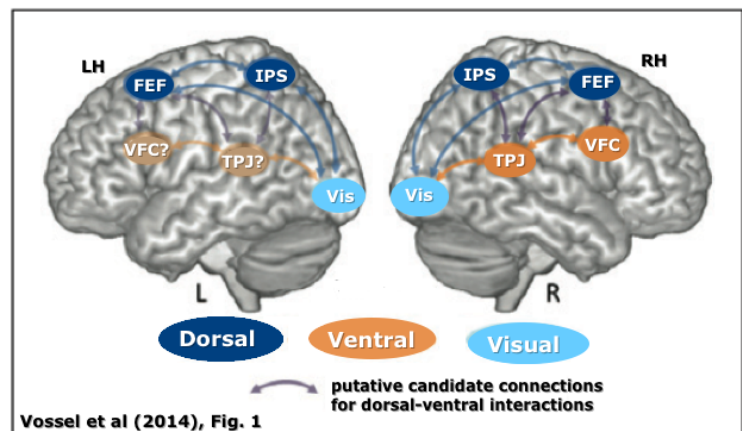 LH
FEF
IPS
VFC?
TPJ?
Vis
L
RH
IPS
FEF
TPJ
VFC
Vis
R
Dorsal
Ventral
Visual
putative candidate connections
for dorsal-ventral interactions
Vossel et al (2014), Fig. 1